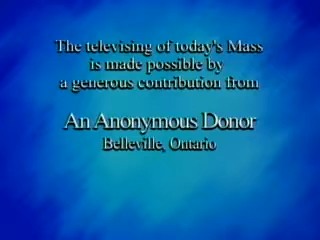 The televising of today's Mass
is made possible by
a generous contribution from
An Anonymous Donor
Belleville, Ontario